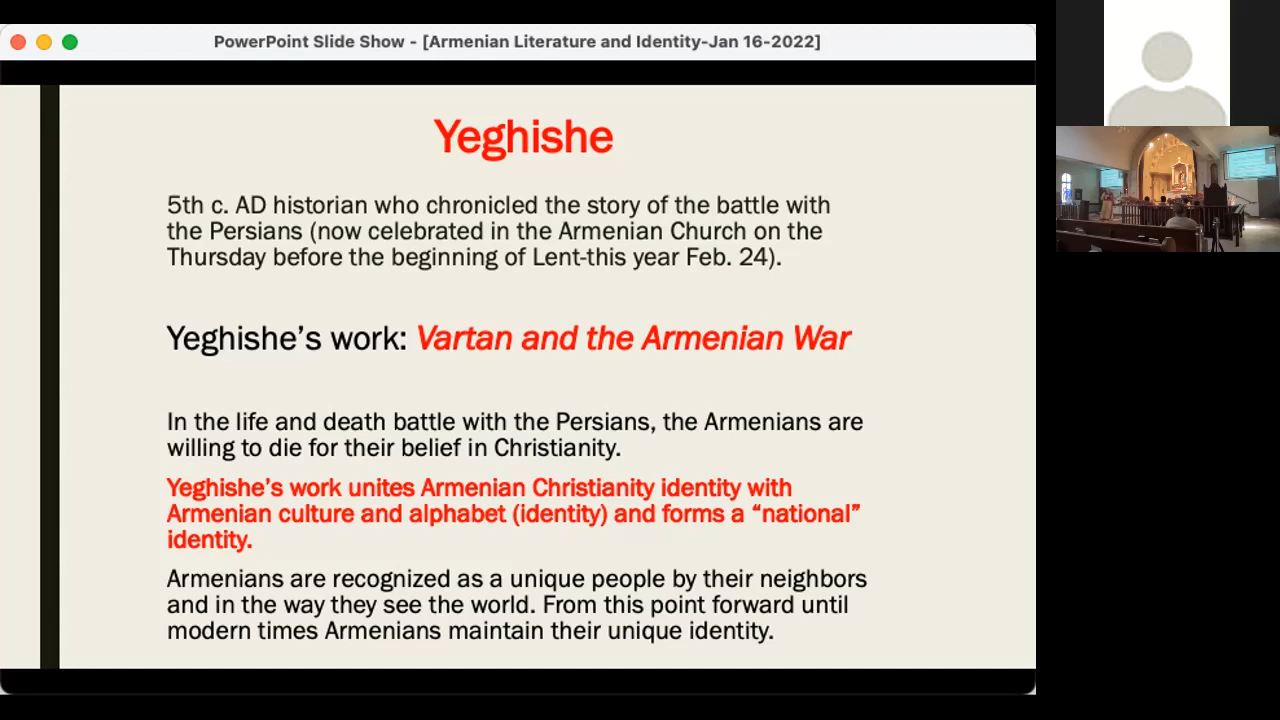 PowerPoint Slide Show - [Armenian Literature and Identity-Jan 16-2022]
Yeghishe
5th c. AD historian who chronicled the story of the battle with
the Persians (now celebrated in the Armenian Church on the
Thursday before the beginning of Lent-this year Feb. 24).
Yeghishe’s work: Vartan and the Armenian War
In the life and death battle with the Persians, the Armenians are
willing to die for their belief in Christianity.
Yeghishe’s work unites Armenian Christianity identity with
Armenian culture and alphabet (identity) and forms a “national”
identity.
Armenians are recognized as a unique people by their neighbors
and in the way they see the world. From this point forward until
modern times Armenians maintain their unique identity.